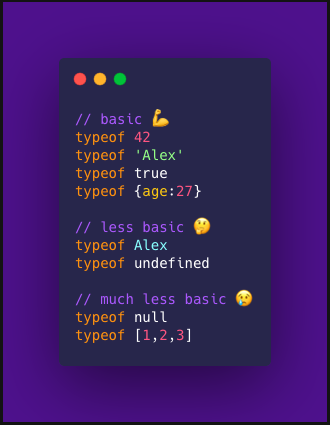 // basic 💪
typeof 42
typeof 'Alex'
typeof true
typeof {age:27}
// less basic 🤔
typeof Alex
typeof undefined
// much less basic 😢
typeof null
typeof [1,2,3]